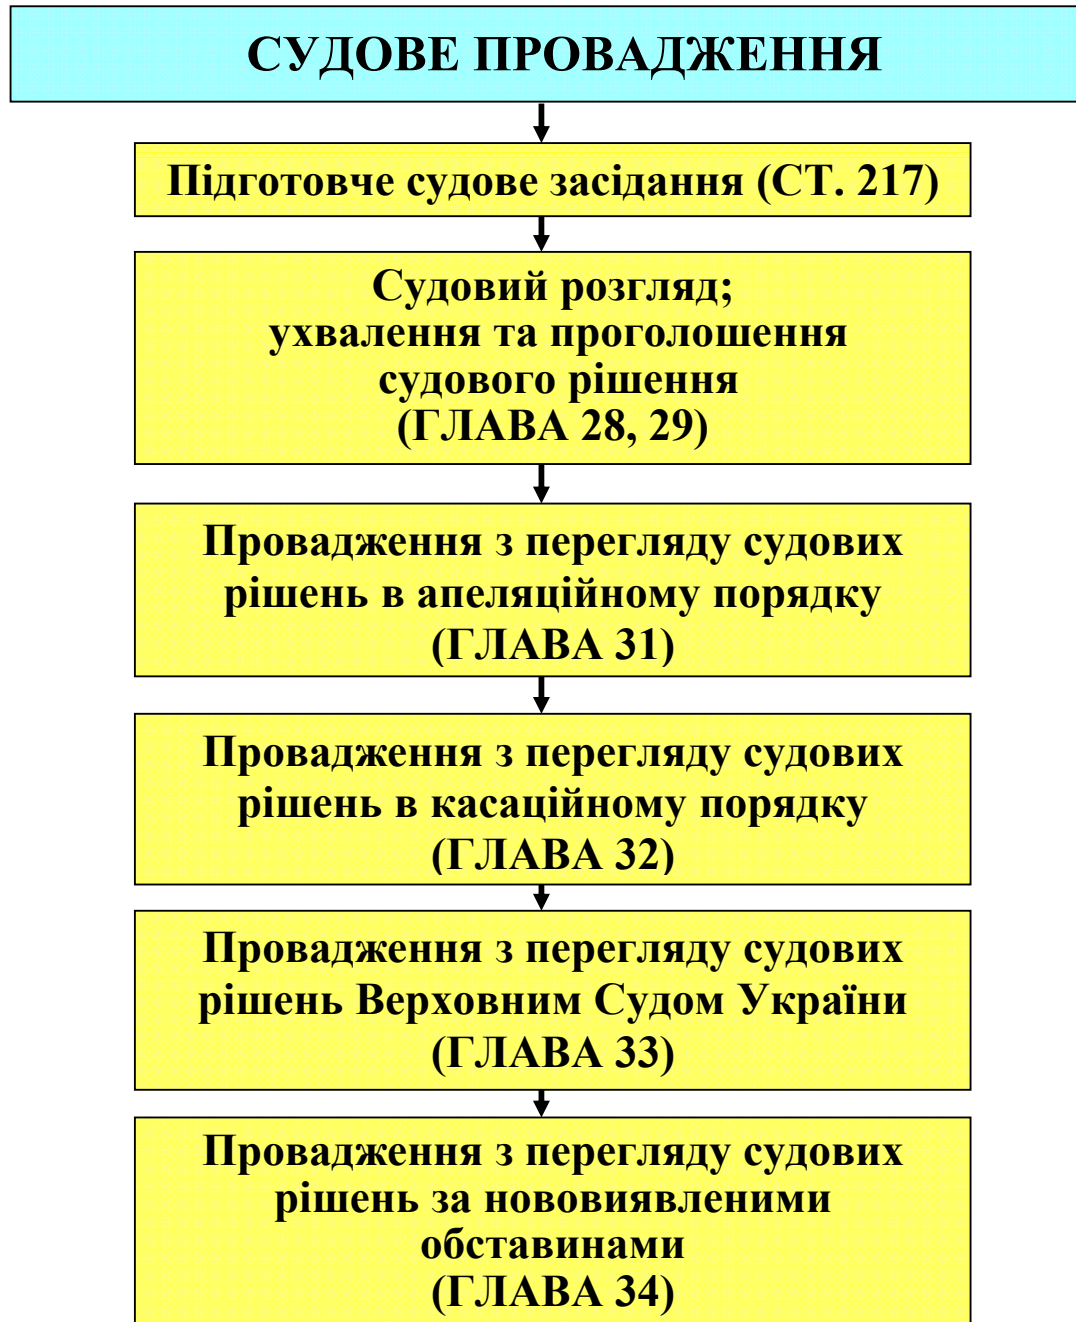 СУДОВЕ ПРОВАДЖЕННЯ
Підготовче судове засідання (СТ. 217)
Судовий розгляд;
ухвалення та проголошення
судового рішення
(ГЛАВА 28, 29)
Провадження з перегляду судових
рішень в апеляційному порядку
(ГЛАВА 31)
Провадження з перегляду судових
рішень в касаційному порядку
(ГЛАВА 32)
Провадження з перегляду судових
рішень Верховним Судом України
(ГЛАВА 33)
Провадження з перегляду судових
рішень за нововиявленими
обставинами
(ГЛАВА 34)